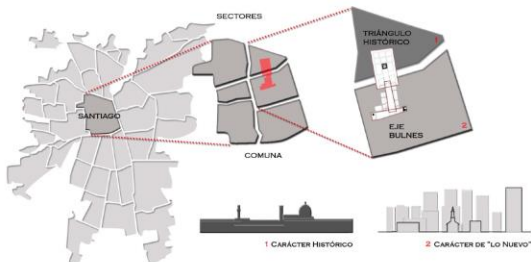 SECTORES
TRIÁNGULO
HISTÓRICO
1
SANTIAGO
EJE
BULNES
2
COMUNA
1 CARÁCTER HISTÓRICO
2 CARÁCTER DE "LO NUEVO"